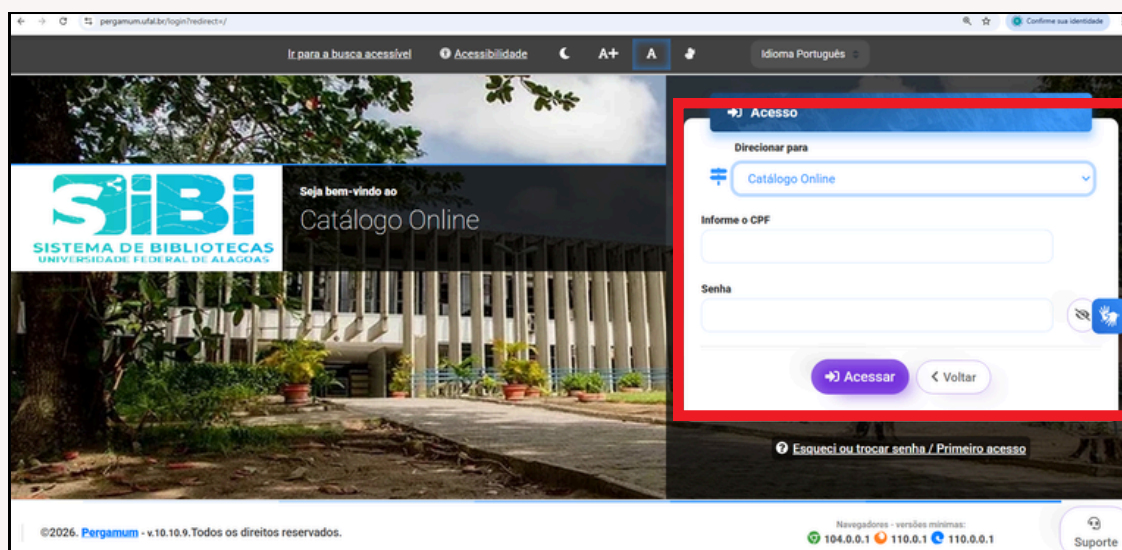 pergamum.ufal.br/login?redirect=/
Confirme sua identidade
Ir para a busca acessível
Acessibilidade
A+
A
Idioma Português
Acesso
Direcionar para
Catálogo Online
Informe o CPF
Senha
Acessar
Voltar
Esqueci ou trocar senha / Primeiro acesso
SiBi
SISTEMA DE BIBLIOTECAS
UNIVERSIDADE FEDERAL DE ALAGOAS
Seja bem-vindo ao
Catálogo Online
©2026. Pergamum - v.10.10.9.Todos os direitos reservados.
Navegadores - versões mínimas:
104.0.0.1 110.0.1 110.0.0.1
Suporte